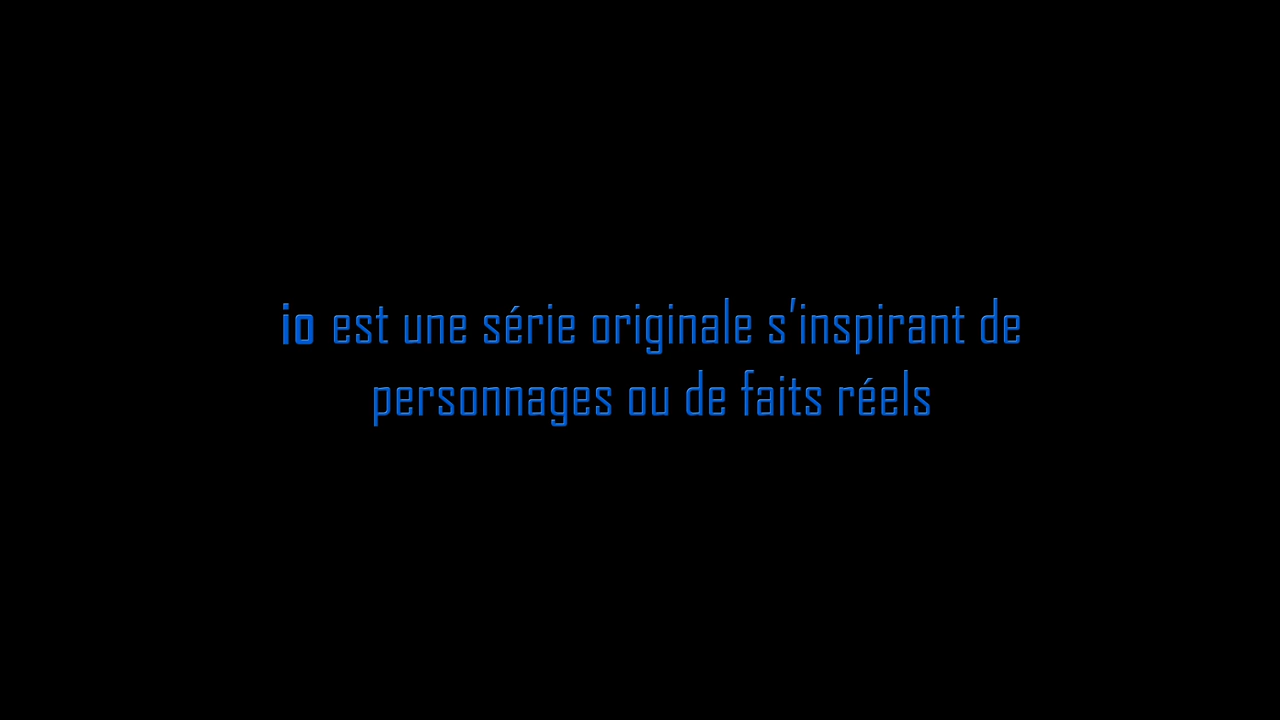 io est une série originale s’inspirant de
personnages ou de faits réels